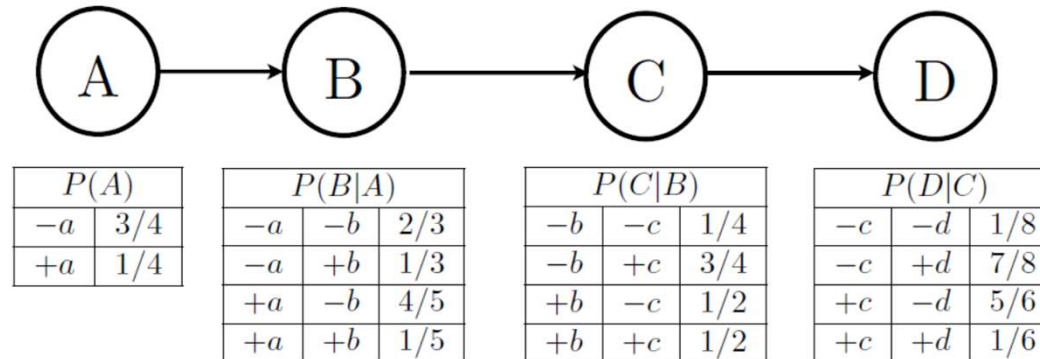 A B C D
P(A) P(B|A) P(C|B) P(D|C)
−a 3/4 −a −b 2/3 −b −c 1/4 −c −d 1/8
+a 1/4 −a +b 1/3 −b +c 3/4 −c +d 7/8
+a −b 4/5 +b −c 1/2 +c −d 5/6
+a +b 1/5 +b +c 1/2 +c +d 1/6